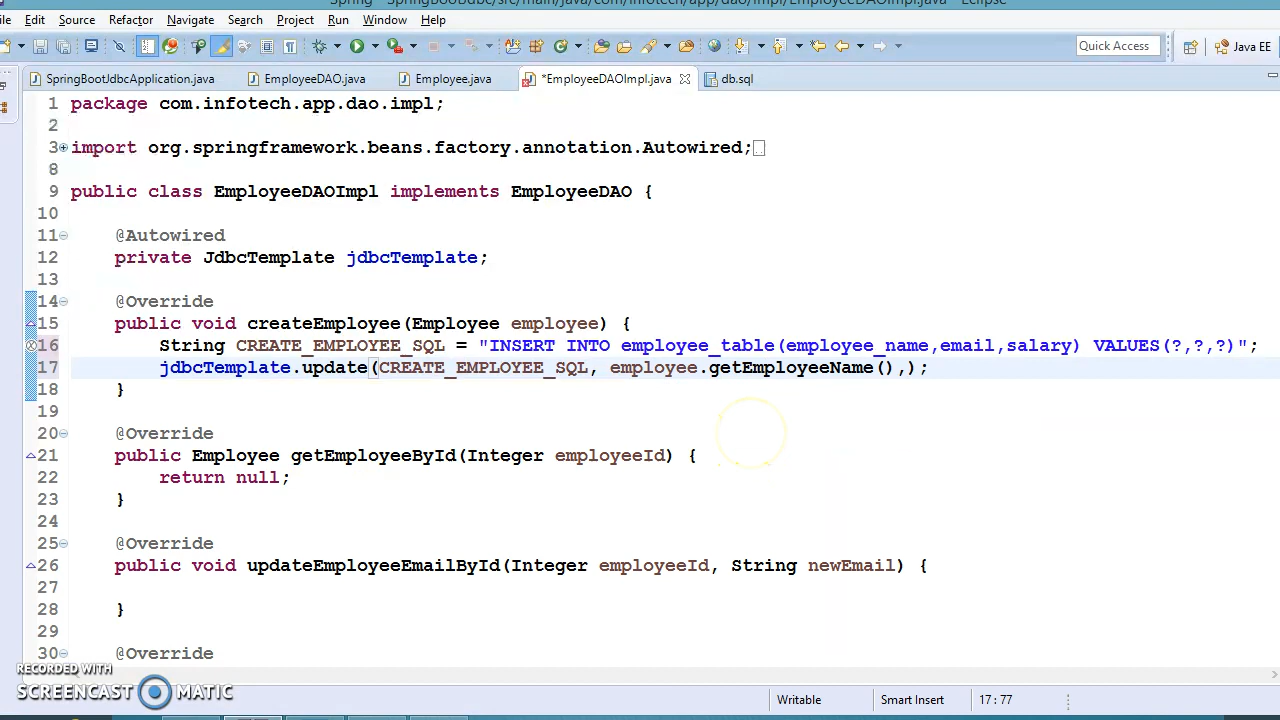 Spring - SpringBootJdbc/src/main/java/com/infotech/app/dao/impl/EmployeeDAOImpl.java - Eclipse
Edit Source Refactor Navigate Search Project Run Window Help
Quick Access Java EE
SpringBootJdbcApplication.java EmployeeDAO.java Employee.java *EmployeeDAOImpl.java db.sql
1 package com.infotech.app.dao.impl;
2
3 import org.springframework.beans.factory.annotation.Autowired;
8
9 public class EmployeeDAOImpl implements EmployeeDAO {
10
11 @Autowired
12 private JdbcTemplate jdbcTemplate;
13
14 @Override
15 public void createEmployee(Employee employee) {
16 String CREATE_EMPLOYEE_SQL = "INSERT INTO employee_table(employee_name,email,salary) VALUES(?,?,?)";
17 jdbcTemplate.update(CREATE_EMPLOYEE_SQL, employee.getEmployeeName(),);
18 }
19
20 @Override
21 public Employee getEmployeeById(Integer employeeId) {
22 return null;
23 }
24
25 @Override
26 public void updateEmployeeEmailById(Integer employeeId, String newEmail) {
27
28 }
29
30 @Override
RECORDED WITH
SCREENCAST MATIC
Writable Smart Insert 17 : 77